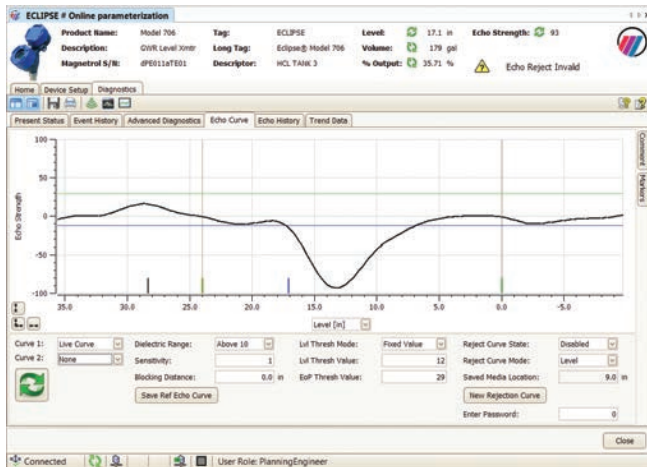 ECLIPSE # Online parameterization
Product Name: Model 706 Tag: ECLIPSE Level: 17.1 in Echo Strength: 93
Description: GWR Level Xmtr Long Tag: Eclipse® Model 706 Volume: 179 gal
Magnetrol S/N: dPE011aTE01 Descriptor: HCL TANK 3 % Output: 35.71 % Echo Reject Invalid
Home Device Setup Diagnostics
Present Status Event History Advanced Diagnostics Echo Curve Echo History Trend Data
Comment
Markers
Echo Strength
100
50
0
-50
-100
35.0 30.0 25.0 20.0 15.0 10.0 5.0 0.0 -5.0
Level [in]
Curve 1: Live Curve Dielectric Range: Above 10 Lvl Thresh Mode: Fixed Value Reject Curve State: Disabled
Curve 2: None Sensitivity: 1 Lvl Thresh Value: 12 Reject Curve Mode: Level
Blocking Distance: 0.0 in EoP Thresh Value: 29 Saved Media Location: 9.0 in
Save Ref Echo Curve New Rejection Curve
Enter Password: 0
Close
Connected User Role: PlanningEngineer